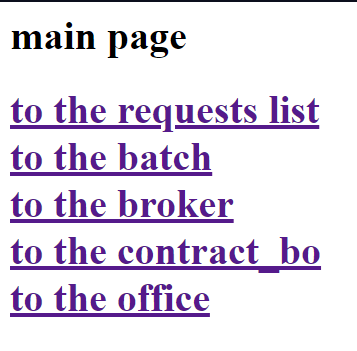 main page
to the requests list
to the batch
to the broker
to the contract_bo
to the office